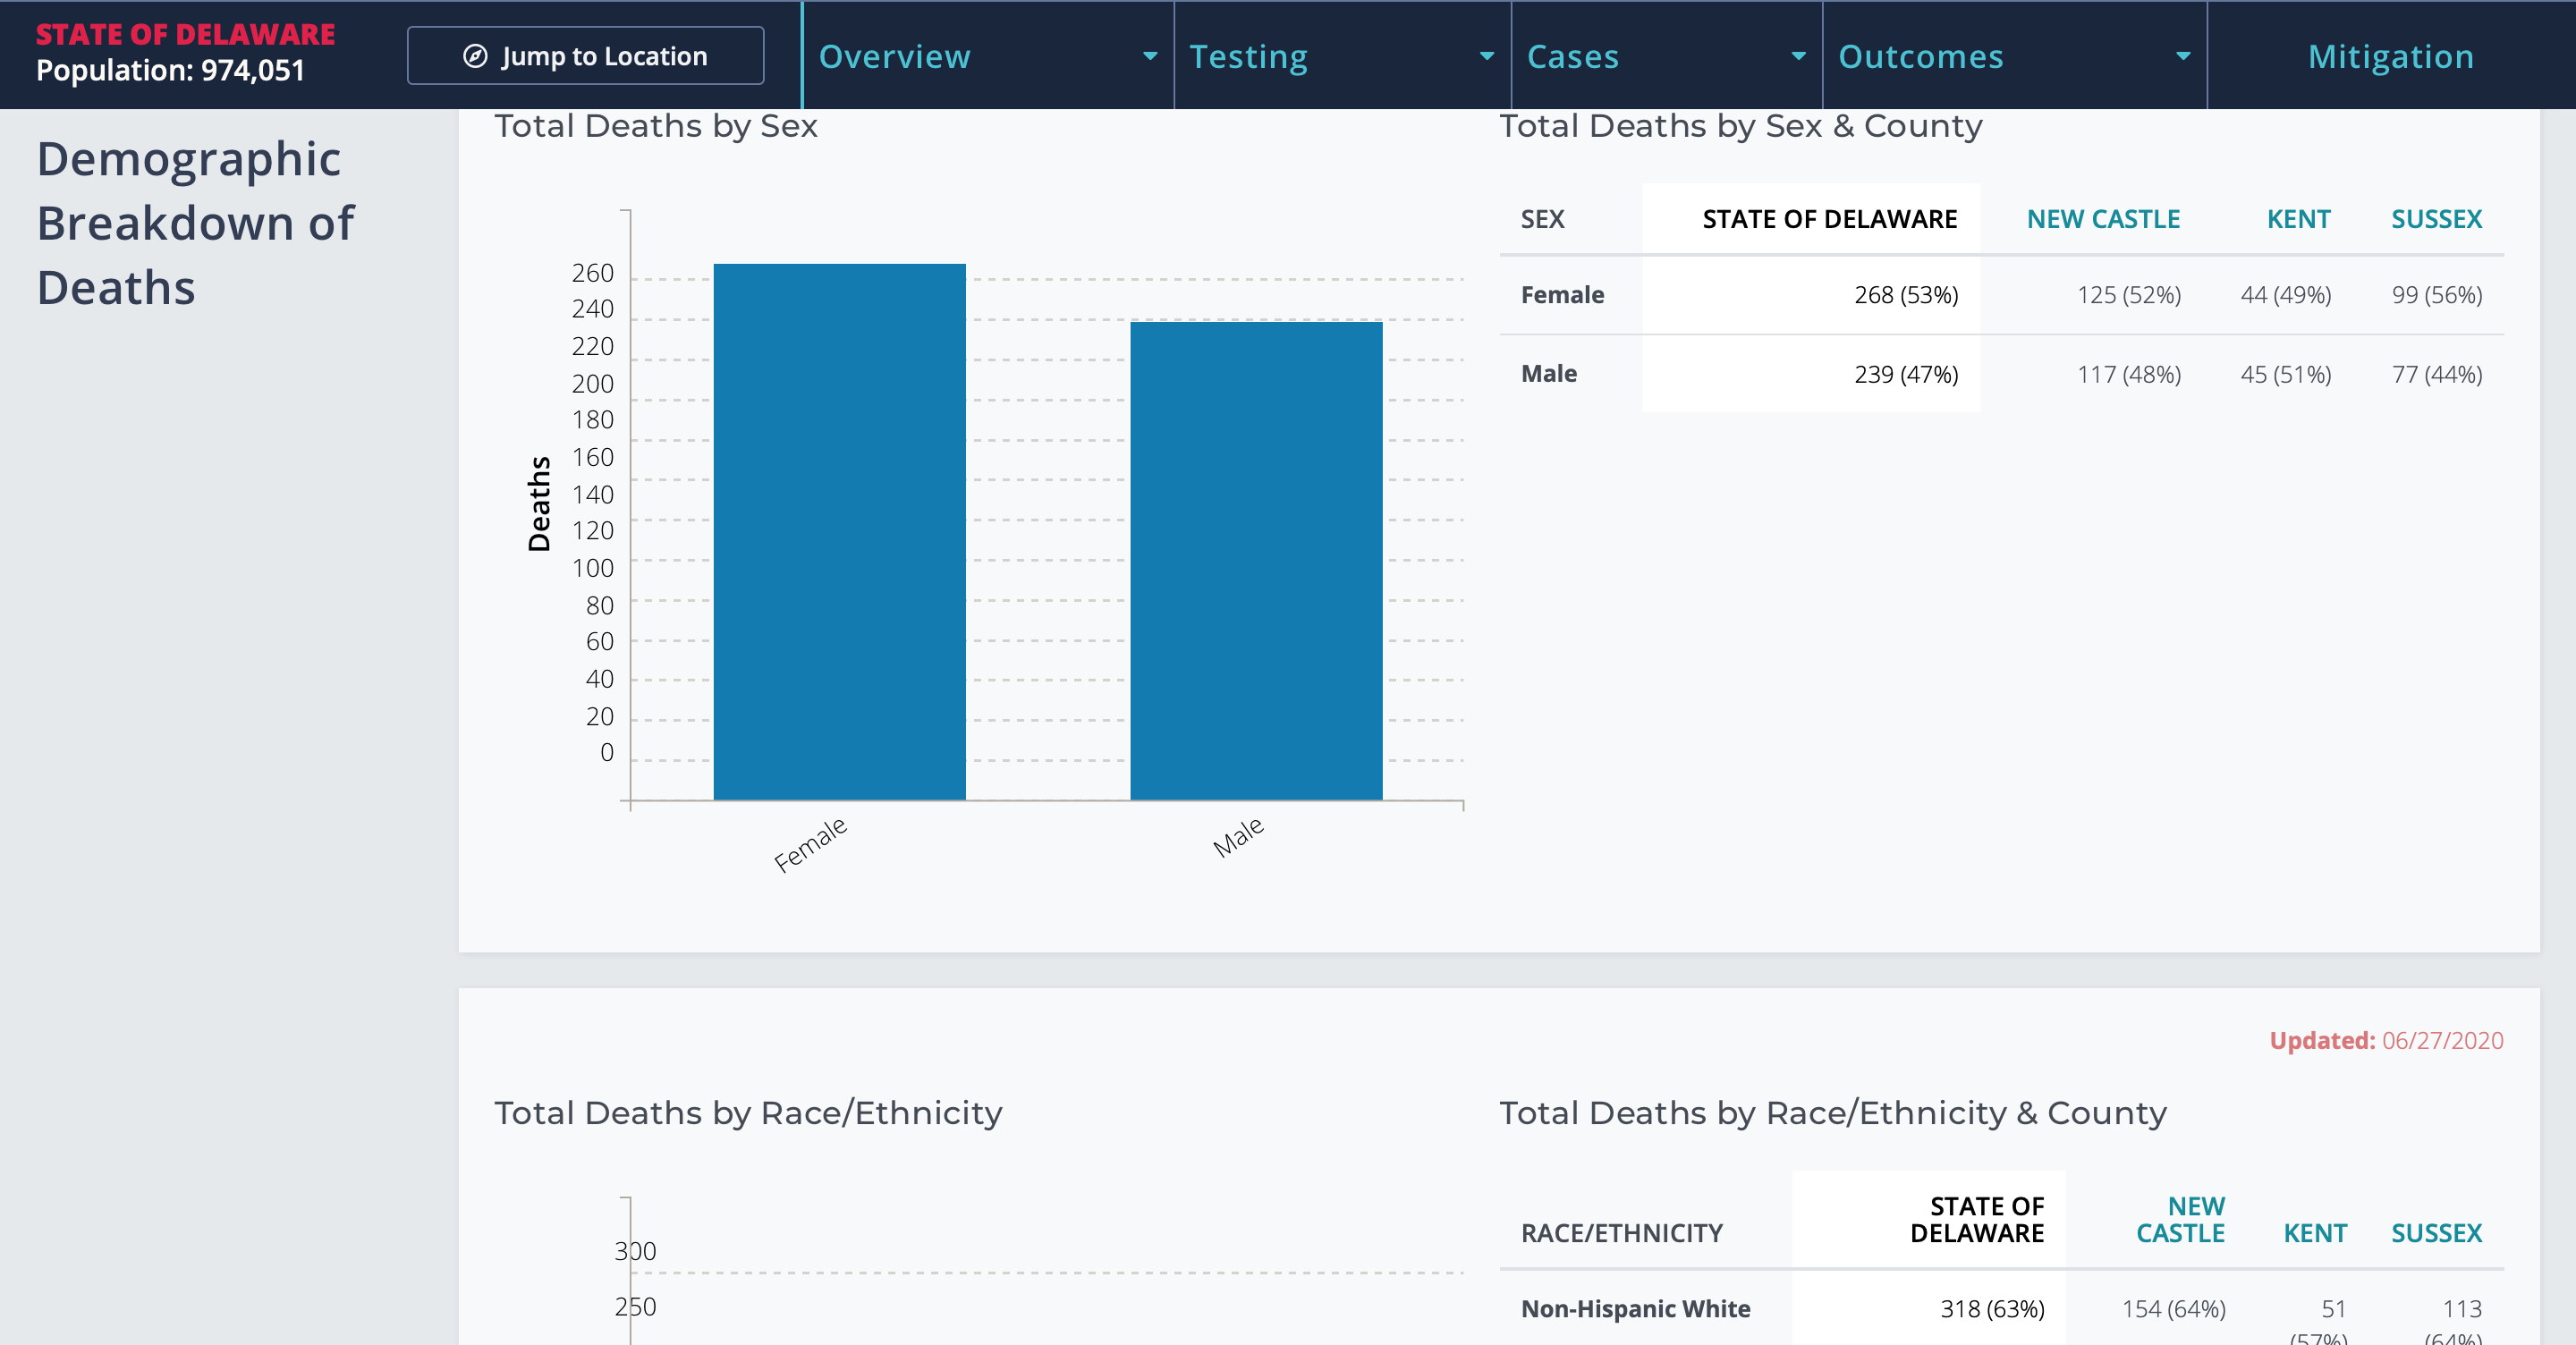 STATE OF DELAWARE
Population: 974,051
Jump to Location
Overview
Testing
Cases
Outcomes
Mitigation
Demographic
Breakdown of
Deaths
Total Deaths by Sex
Deaths
260
240
220
200
180
160
140
120
100
80
60
40
20
0
Female
Male
Total Deaths by Sex & County
SEX STATE OF DELAWARE NEW CASTLE KENT SUSSEX
Female 268 (53%) 125 (52%) 44 (49%) 99 (56%)
Male 239 (47%) 117 (48%) 45 (51%) 77 (44%)
Updated: 06/27/2020
Total Deaths by Race/Ethnicity
300
250
Total Deaths by Race/Ethnicity & County
RACE/ETHNICITY STATE OF DELAWARE NEW CASTLE KENT SUSSEX
Non-Hispanic White 318 (63%) 154 (64%) 51 (57%) 113 (64%)